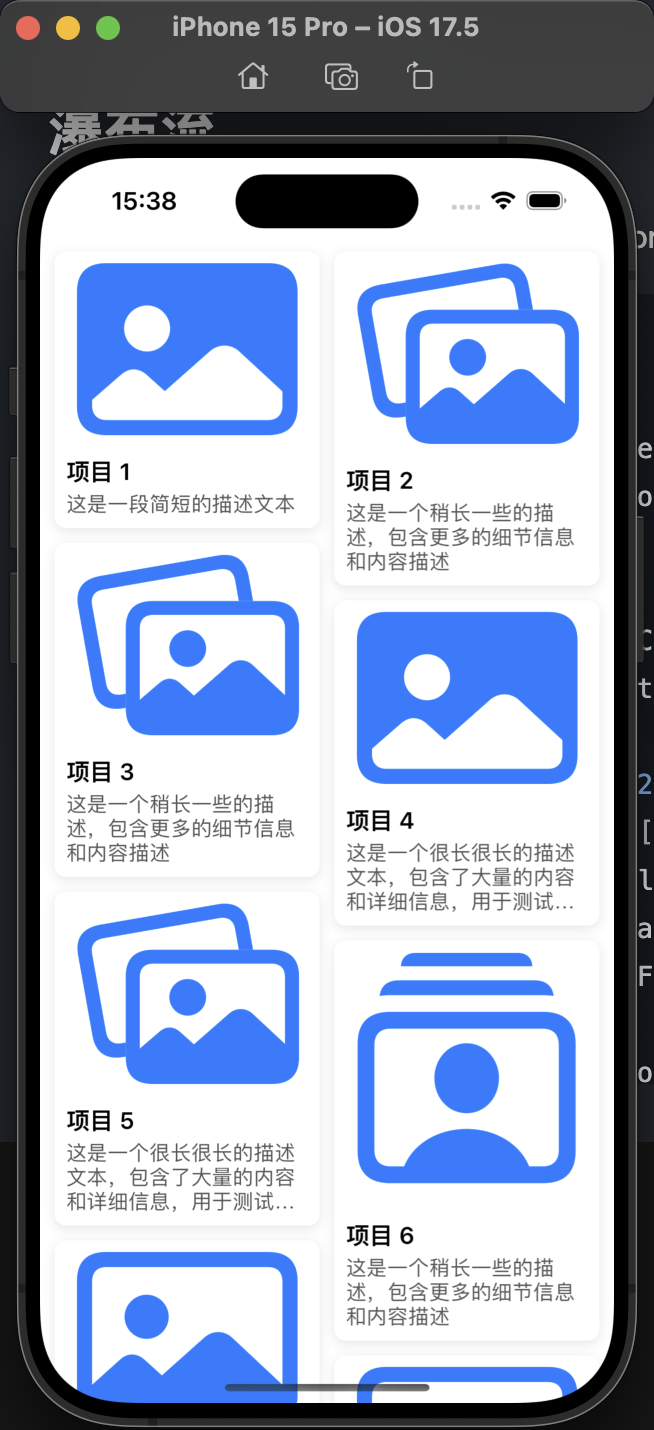 iPhone 15 Pro – iOS 17.5
瀑布流
15:38
项目 1
这是一段简短的描述文本
项目 2
这是一个稍长一些的描
述，包含更多的细节信息
和内容描述
项目 3
这是一个稍长一些的描
述，包含更多的细节信息
和内容描述
项目 4
这是一个很长很长的描述
文本，包含了大量的内容
和详细信息，用于测试...
项目 5
这是一个很长很长的描述
文本，包含了大量的内容
和详细信息，用于测试...
项目 6
这是一个稍长一些的描
述，包含更多的细节信息
和内容描述